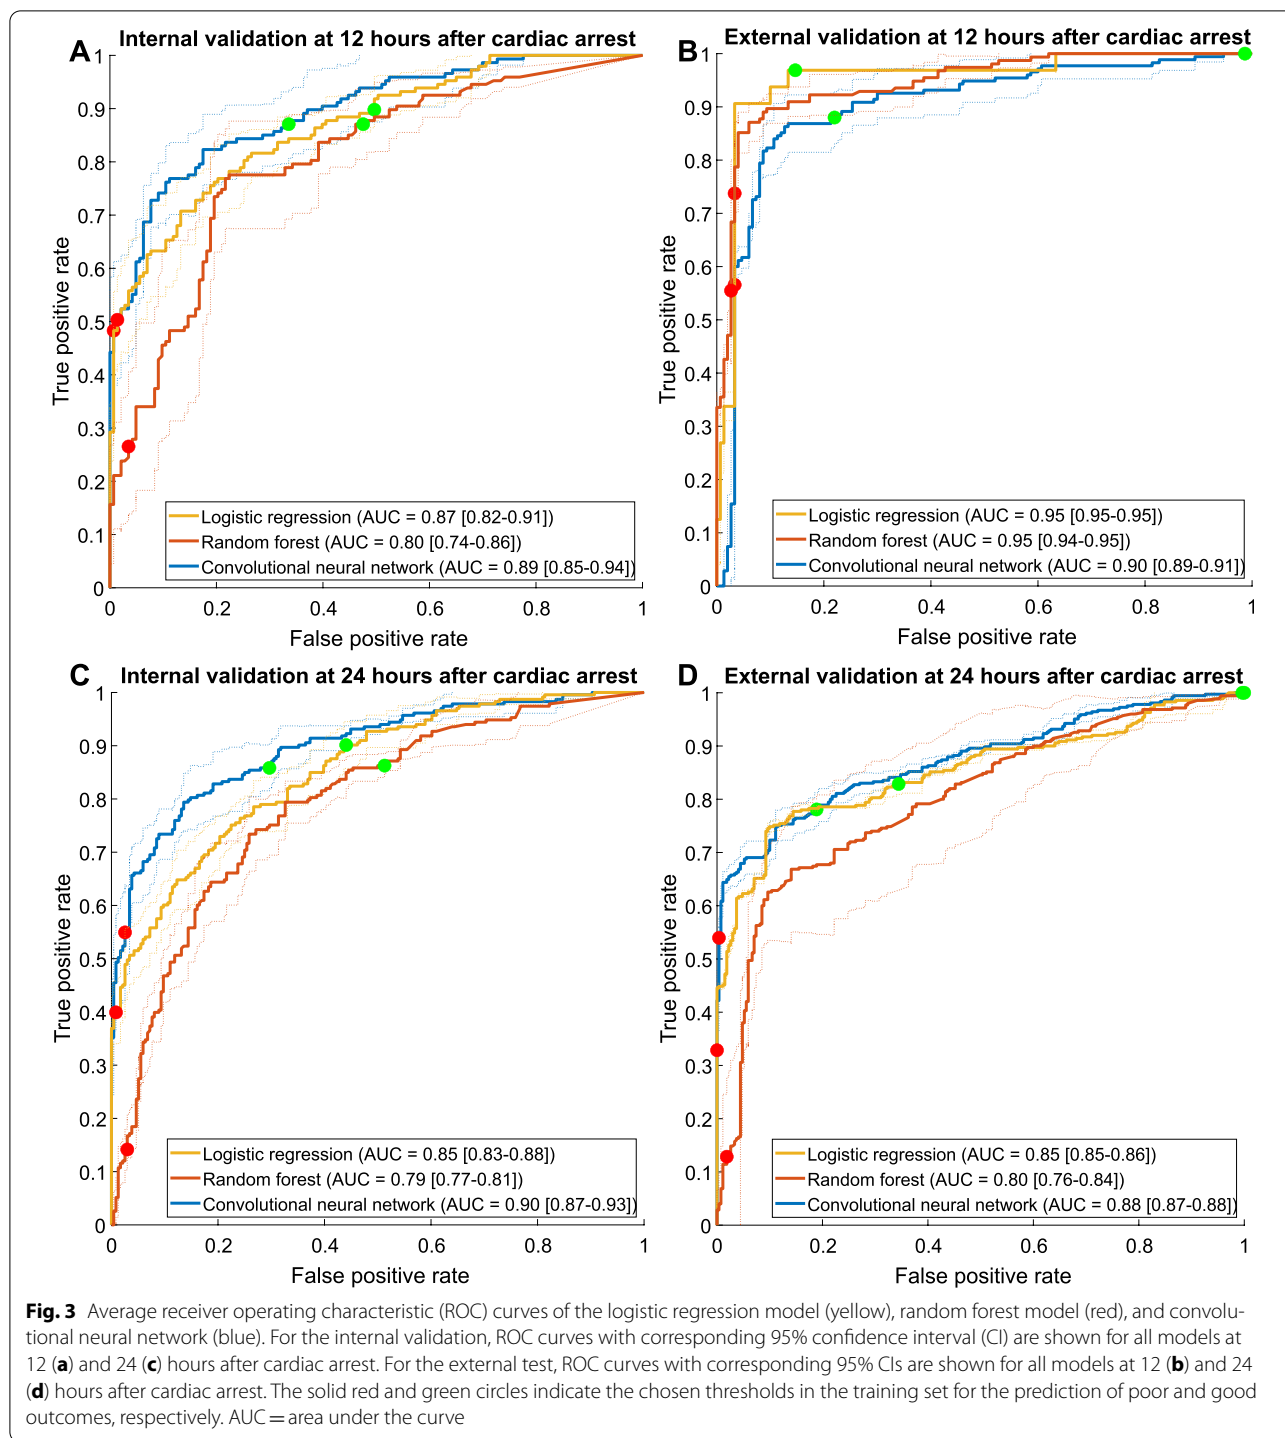 A Internal validation at 12 hours after cardiac arrest
1
0.9
0.8
0.7
0.6
0.5
0.4
0.3
0.2
0.1
0
True positive rate
Logistic regression (AUC = 0.87 [0.82-0.91])
Random forest (AUC = 0.80 [0.74-0.86])
Convolutional neural network (AUC = 0.89 [0.85-0.94])
0 0.2 0.4 0.6 0.8 1
False positive rate
B External validation at 12 hours after cardiac arrest
1
0.9
0.8
0.7
0.6
0.5
0.4
0.3
0.2
0.1
0
True positive rate
Logistic regression (AUC = 0.95 [0.95-0.95])
Random forest (AUC = 0.95 [0.94-0.95])
Convolutional neural network (AUC = 0.90 [0.89-0.91])
0 0.2 0.4 0.6 0.8 1
False positive rate
C Internal validation at 24 hours after cardiac arrest
1
0.9
0.8
0.7
0.6
0.5
0.4
0.3
0.2
0.1
0
True positive rate
Logistic regression (AUC = 0.85 [0.83-0.88])
Random forest (AUC = 0.79 [0.77-0.81])
Convolutional neural network (AUC = 0.90 [0.87-0.93])
0 0.2 0.4 0.6 0.8 1
False positive rate
D External validation at 24 hours after cardiac arrest
1
0.9
0.8
0.7
0.6
0.5
0.4
0.3
0.2
0.1
0
True positive rate
Logistic regression (AUC = 0.85 [0.85-0.86])
Random forest (AUC = 0.80 [0.76-0.84])
Convolutional neural network (AUC = 0.88 [0.87-0.88])
0 0.2 0.4 0.6 0.8 1
False positive rate
Fig. 3 Average receiver operating characteristic (ROC) curves of the logistic regression model (yellow), random forest model (red), and convolu-
tional neural network (blue). For the internal validation, ROC curves with corresponding 95% confidence interval (CI) are shown for all models at
12 (a) and 24 (c) hours after cardiac arrest. For the external test, ROC curves with corresponding 95% CIs are shown for all models at 12 (b) and 24
(d) hours after cardiac arrest. The solid red and green circles indicate the chosen thresholds in the training set for the prediction of poor and good
outcomes, respectively. AUC = area under the curve